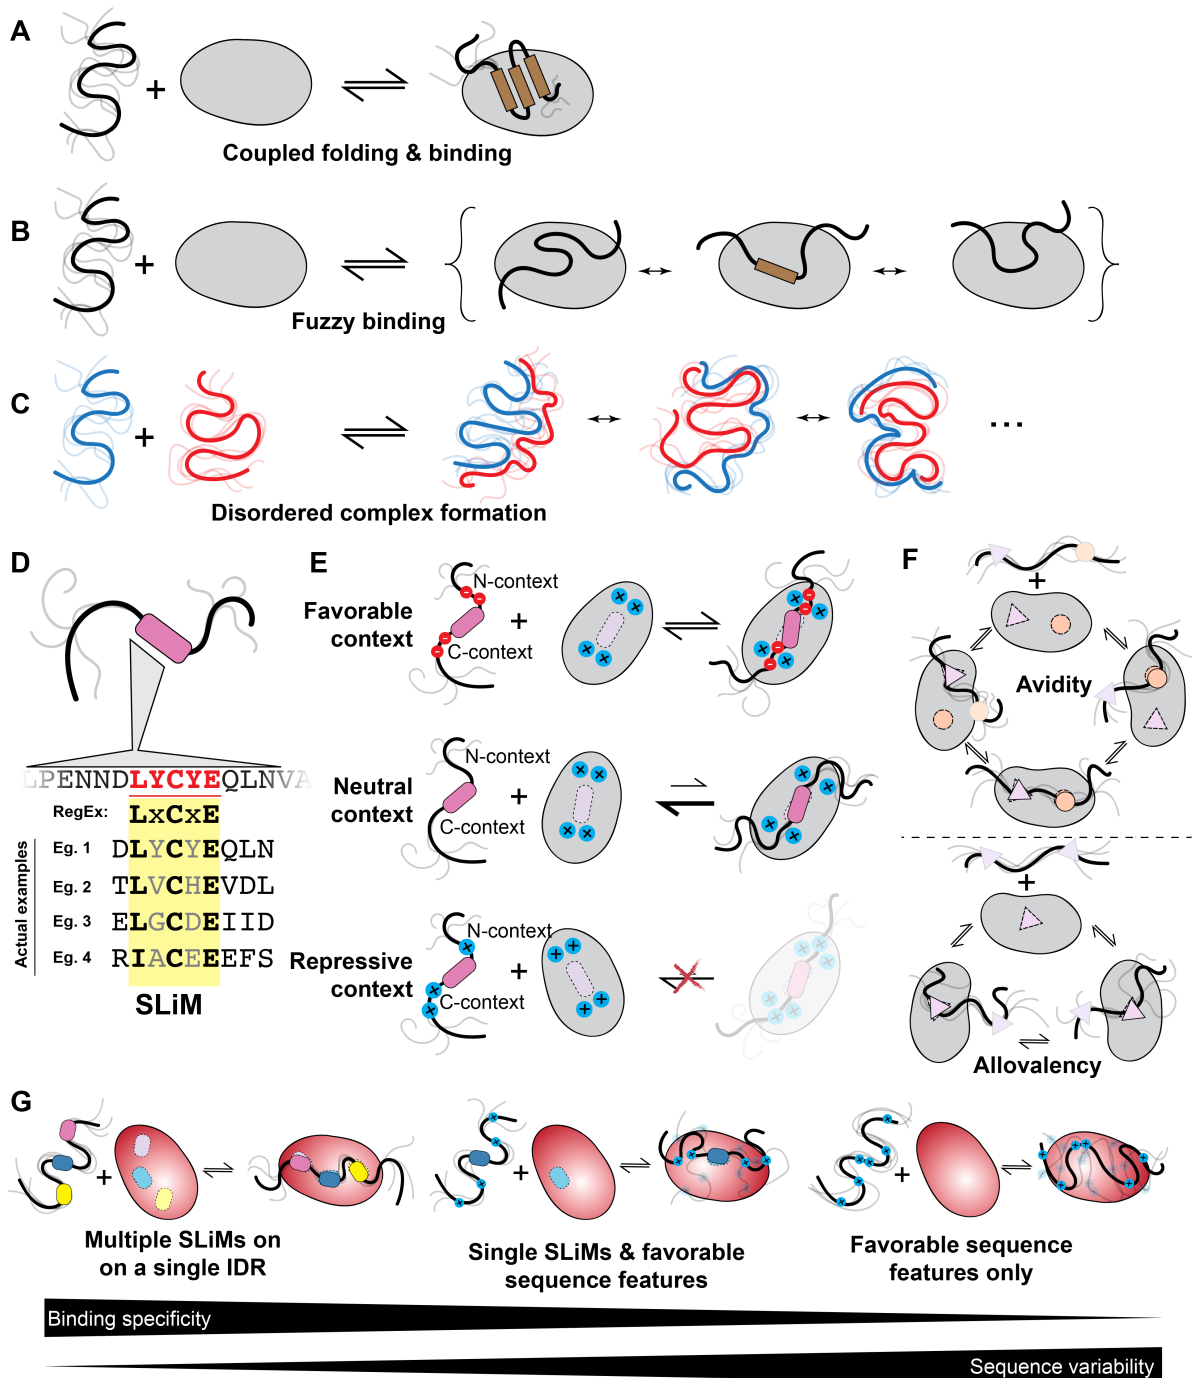 A
+
Coupled folding & binding
B
+
Fuzzy binding
C
+
...
Disordered complex formation
D
LPENNDLYCYEQLNVA
RegEx: LxCxE
Actual examples
Eg. 1 DLYCYEQLN
Eg. 2 TLVCHEVDL
Eg. 3 ELGCDEIID
Eg. 4 RIACEEEFS
SLiM
E
Favorable
context
N-context
C-context
+
Neutral
context
N-context
C-context
+
Repressive
context
N-context
C-context
+
F
+
Avidity
+
Allovalency
G
+
Multiple SLiMs on
on a single IDR
+
Single SLiMs & favorable
sequence features
+
Favorable sequence
features only
Binding specificity
Sequence variability